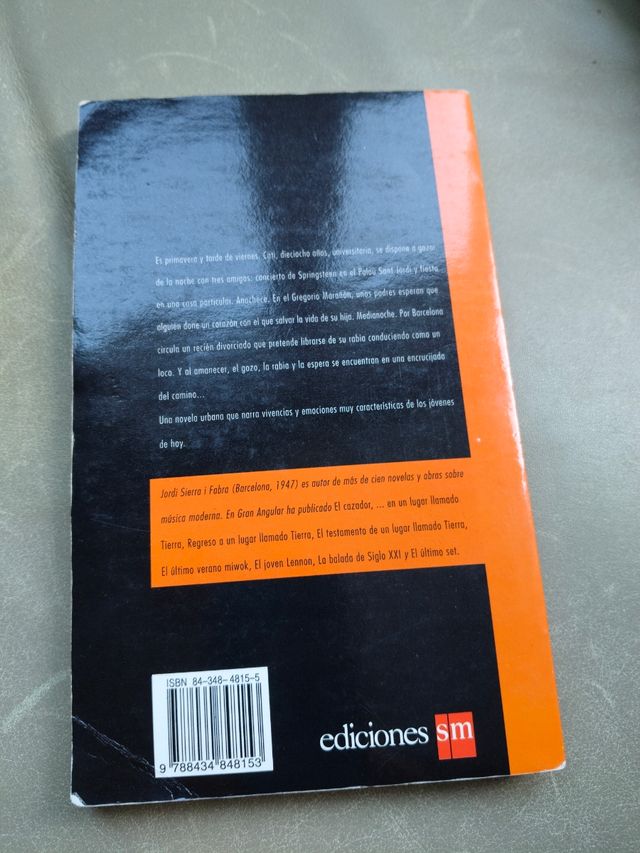 Es primavera y tarde de viernes. Cati, dieciocho años, universitaria, se dispone a gozar
de la noche con tres amigos: concierto de Springsteen en el Palau Sant Jordi y fiesta
en una casa particular. Anochece. En el Gregorio Marañón, unos padres esperan que
alguien done un corazón con el que salvar la vida de su hija. Medianoche. Por Barcelona
circula un recién divorciado que pretende librarse de su rabia conduciendo como un
loco. Y al amanecer, el gozo, la rabia y la espera se encuentran en una encrucijada
del camino...
Una novela urbana que narra vivencias y emociones muy características de los jóvenes
de hoy.
Jordi Sierra i Fabra (Barcelona, 1947) es autor de más de cien novelas y obras sobre
música moderna. En Gran Angular ha publicado El cazador, ... en un lugar llamado
Tierra, Regreso a un lugar llamado Tierra, El testamento de un lugar llamado Tierra,
El último verano miwok, El joven Lennon, La balada de Siglo XXI y El último set.
ISBN 84-348-4815-5
9 788434 848153
ediciones sm